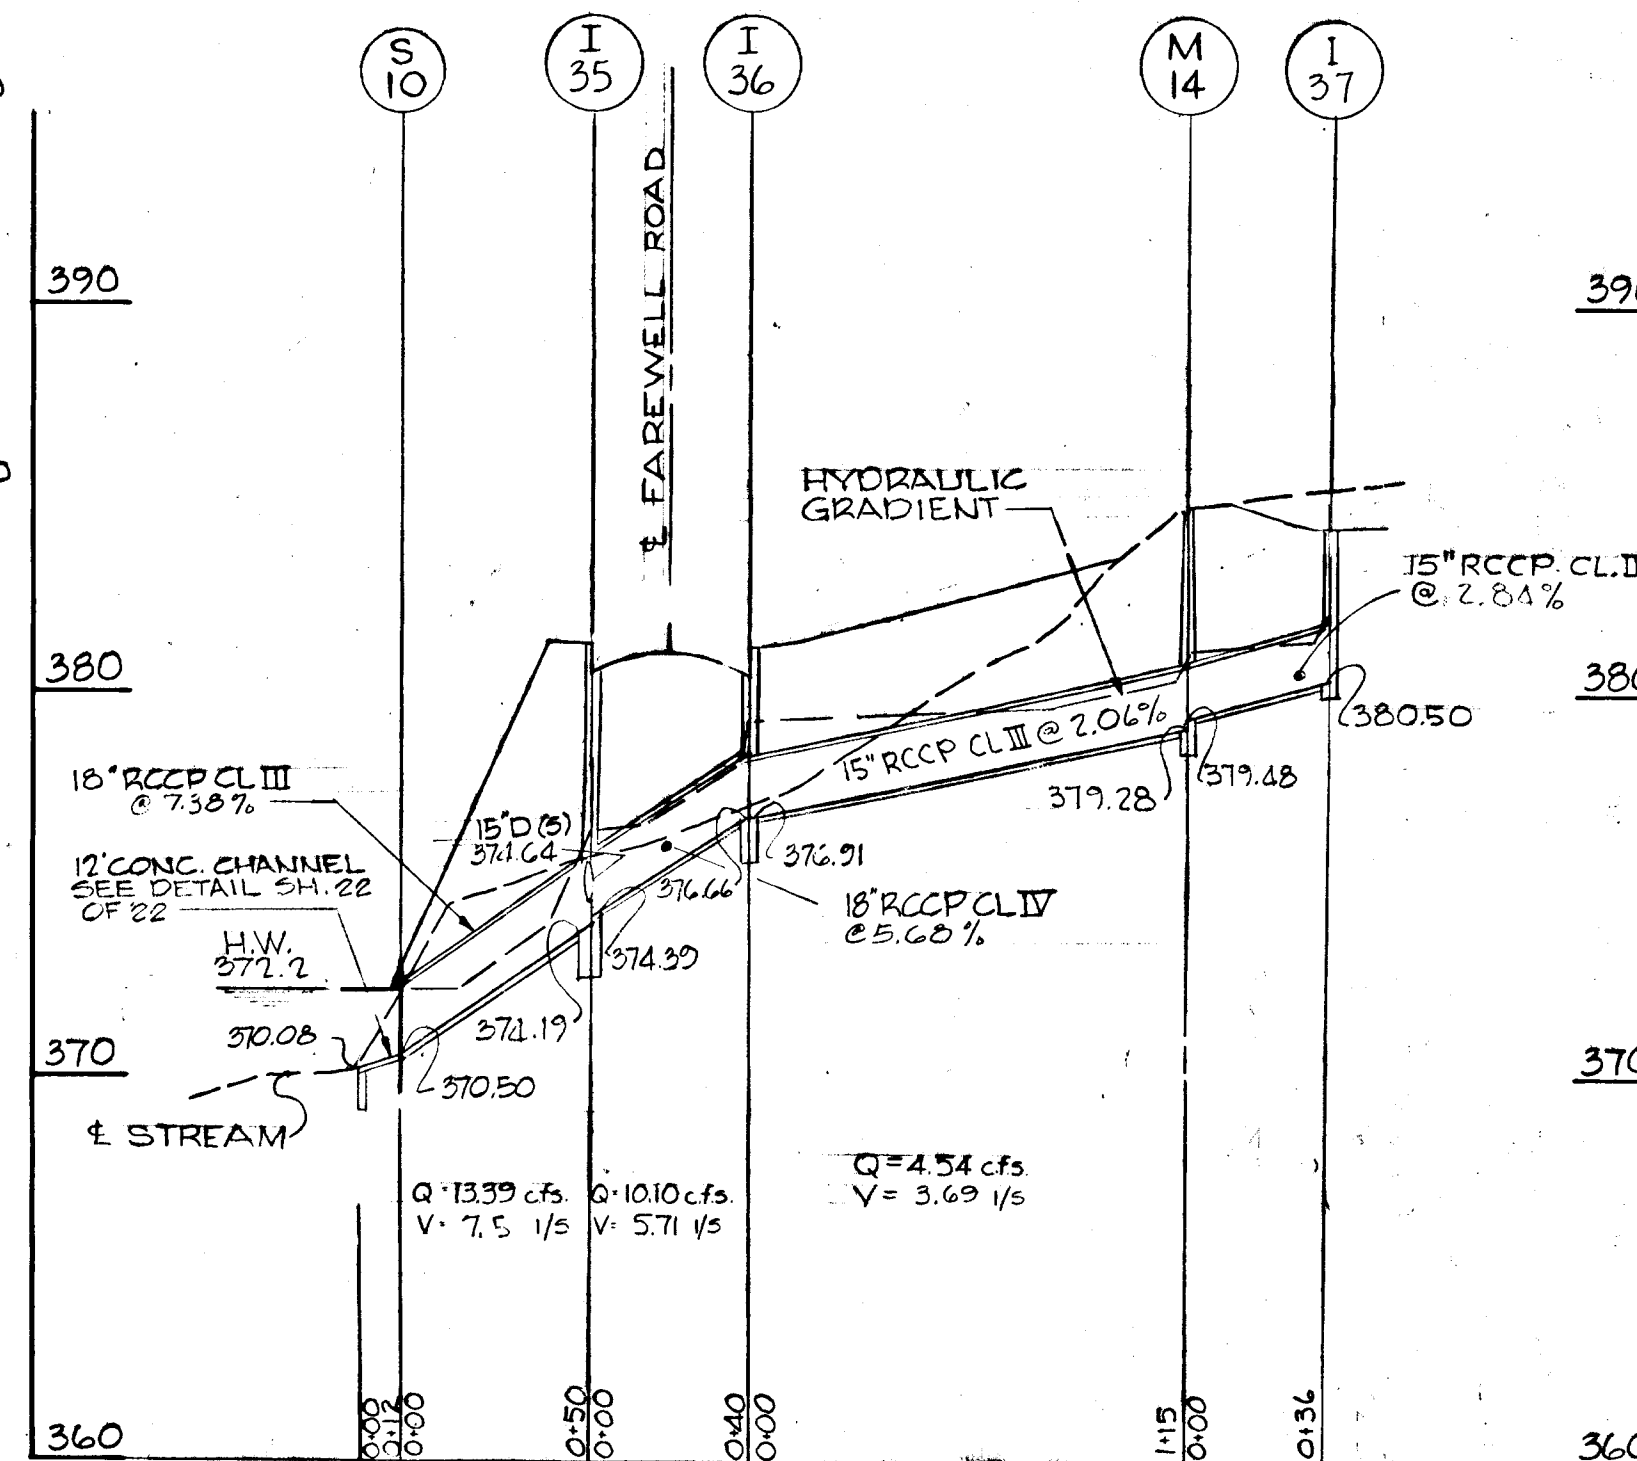 S
10
I
35
I
36
M
14
I
37
℄ FAREWELL ROAD
390
380
370
360
HYDRAULIC
GRADIENT
15" RCCP. CL.
@ 2.84%
380.50
15" RCCP CL III @ 2.06%
379.28
379.48
18" RCCP CL III
@ 7.38%
15" D (3)
374.64
376.66
376.91
12' CONC. CHANNEL
SEE DETAIL SH. 22
OF 22
18" RCCP CL IV
@ 5.68%
H.W.
372.2
374.39
374.19
370.08
370.50
℄ STREAM
Q=4.54 cfs.
V= 3.69 1/s
Q=13.39 cfs.
V= 7.5 1/s
Q=10.10 cfs.
V= 5.71 1/s
0+00
0+12
0+00
0+50
0+00
0+40
0+00
1+15
0+00
0+36
39
380
370
360